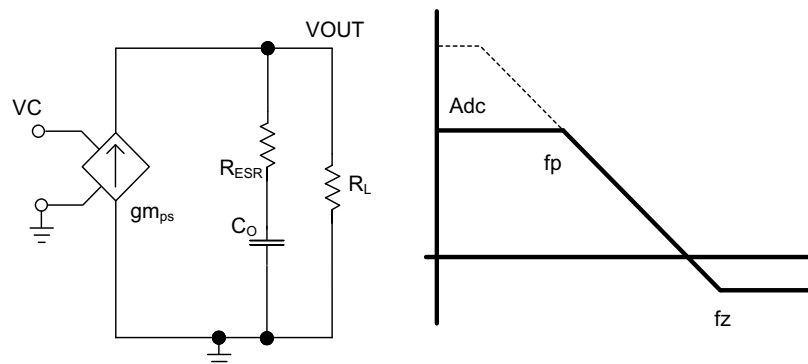 VOUT
VC
Adc
R_ESR
fp
R_L
gm_ps
C_O
fz